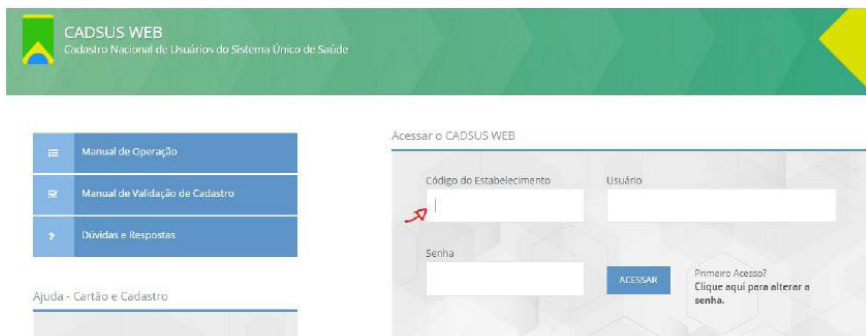 CADSUS WEB
Cadastro Nacional de Usuários do Sistema Único de Saúde
Manual de Operação
Manual de Validação de Cadastro
? Dúvidas e Respostas
Ajuda - Cartão e Cadastro
Acessar o CADSUS WEB
Código do Estabelecimento
Usuário
Senha
ACESSAR
Primeiro Acesso?
Clique aqui para alterar a
senha.